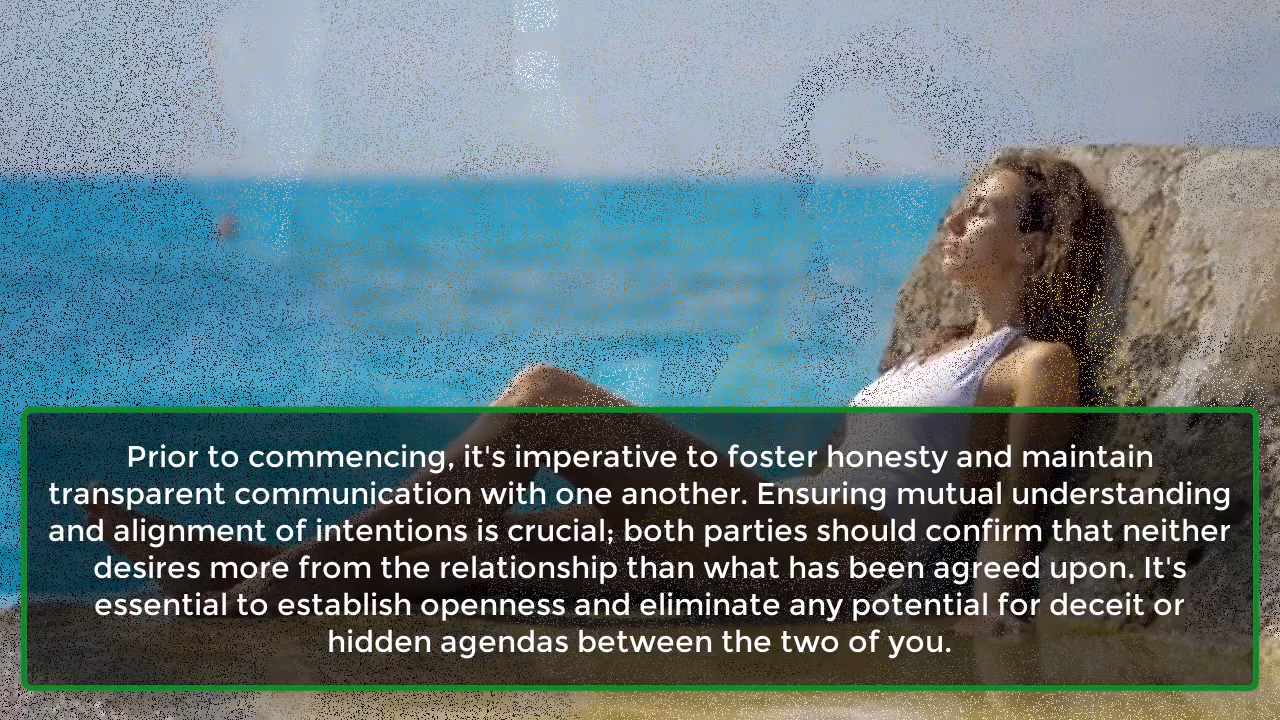 Prior to commencing, it's imperative to foster honesty and maintain
transparent communication with one another. Ensuring mutual understanding
and alignment of intentions is crucial; both parties should confirm that neither
desires more from the relationship than what has been agreed upon. It's
essential to establish openness and eliminate any potential for deceit or
hidden agendas between the two of you.